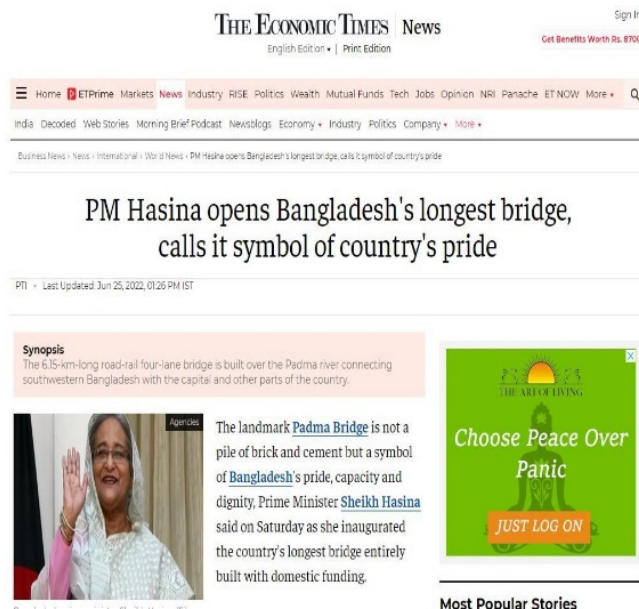 THE ECONOMIC TIMES | News
Sign In
English Edition ▾ | Print Edition
Get Benefits Worth Rs. 8700
Home ETPrime Markets News Industry RISE Politics Wealth Mutual Funds Tech Jobs Opinion NRI Panache ET NOW More ▾
India Decoded Web Stories Morning Brief Podcast Newsblogs Economy ▾ Industry Politics Company ▾ More ▾
Business News › News › International › World News › PM Hasina opens Bangladesh's longest bridge, calls it symbol of country's pride
PM Hasina opens Bangladesh's longest bridge,
calls it symbol of country's pride
PTI • Last Updated: Jun 25, 2022, 01:26 PM IST
Synopsis
The 6.15-km-long road-rail four-lane bridge is built over the Padma river connecting
southwestern Bangladesh with the capital and other parts of the country.
Agencies
The landmark Padma Bridge is not a
pile of brick and cement but a symbol
of Bangladesh's pride, capacity and
dignity, Prime Minister Sheikh Hasina
said on Saturday as she inaugurated
the country's longest bridge entirely
built with domestic funding.
THE ART OF LIVING
Choose Peace Over
Panic
JUST LOG ON
Most Popular Stories